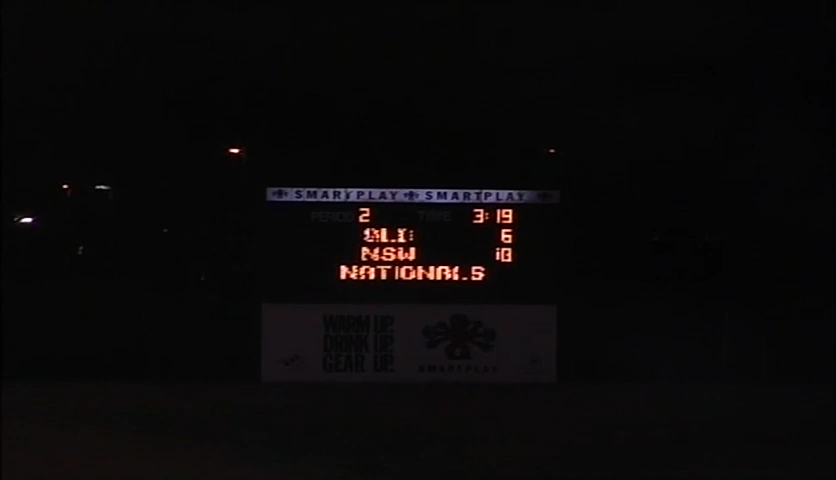 SMARTPLAY SMARTPLAY
PERIOD 2 TIME 3:19
QLD 6
NSW 10
NATIONALS
WARM UP.
DRINK UP.
GEAR UP.
SMARTPLAY